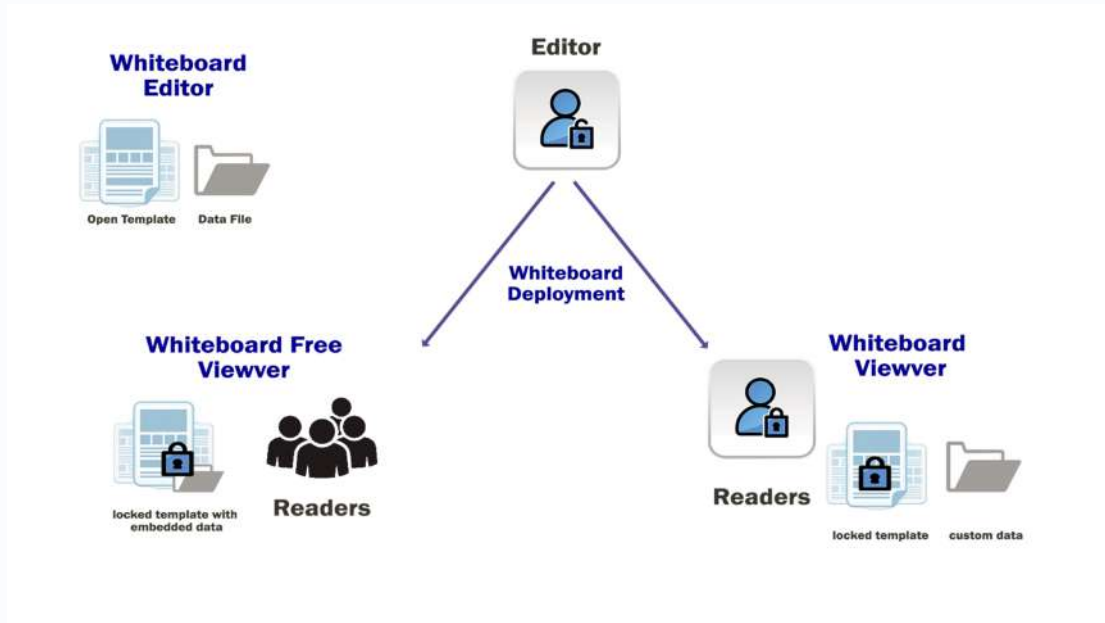 Editor
Whiteboard
Editor
Open Template
Data File
Whiteboard
Deployment
Whiteboard Free
Viewver
locked template with
embedded data
Readers
Whiteboard
Viewver
Readers
locked template
custom data